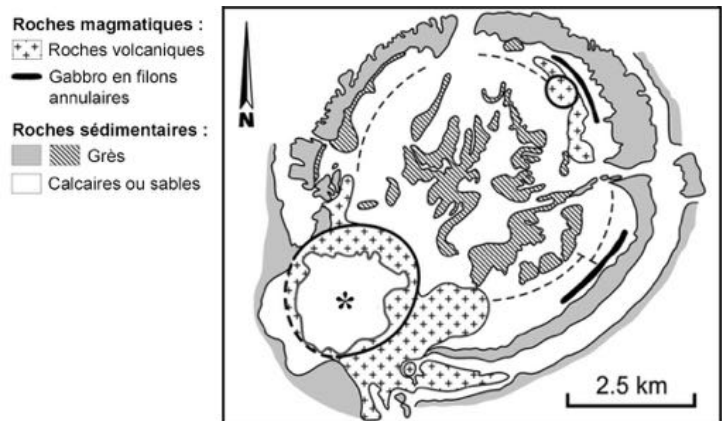 Roches magmatiques :
Roches volcaniques
Gabbro en filons
annulaires
Roches sédimentaires :
Grès
Calcaires ou sables
N
*
2.5 km